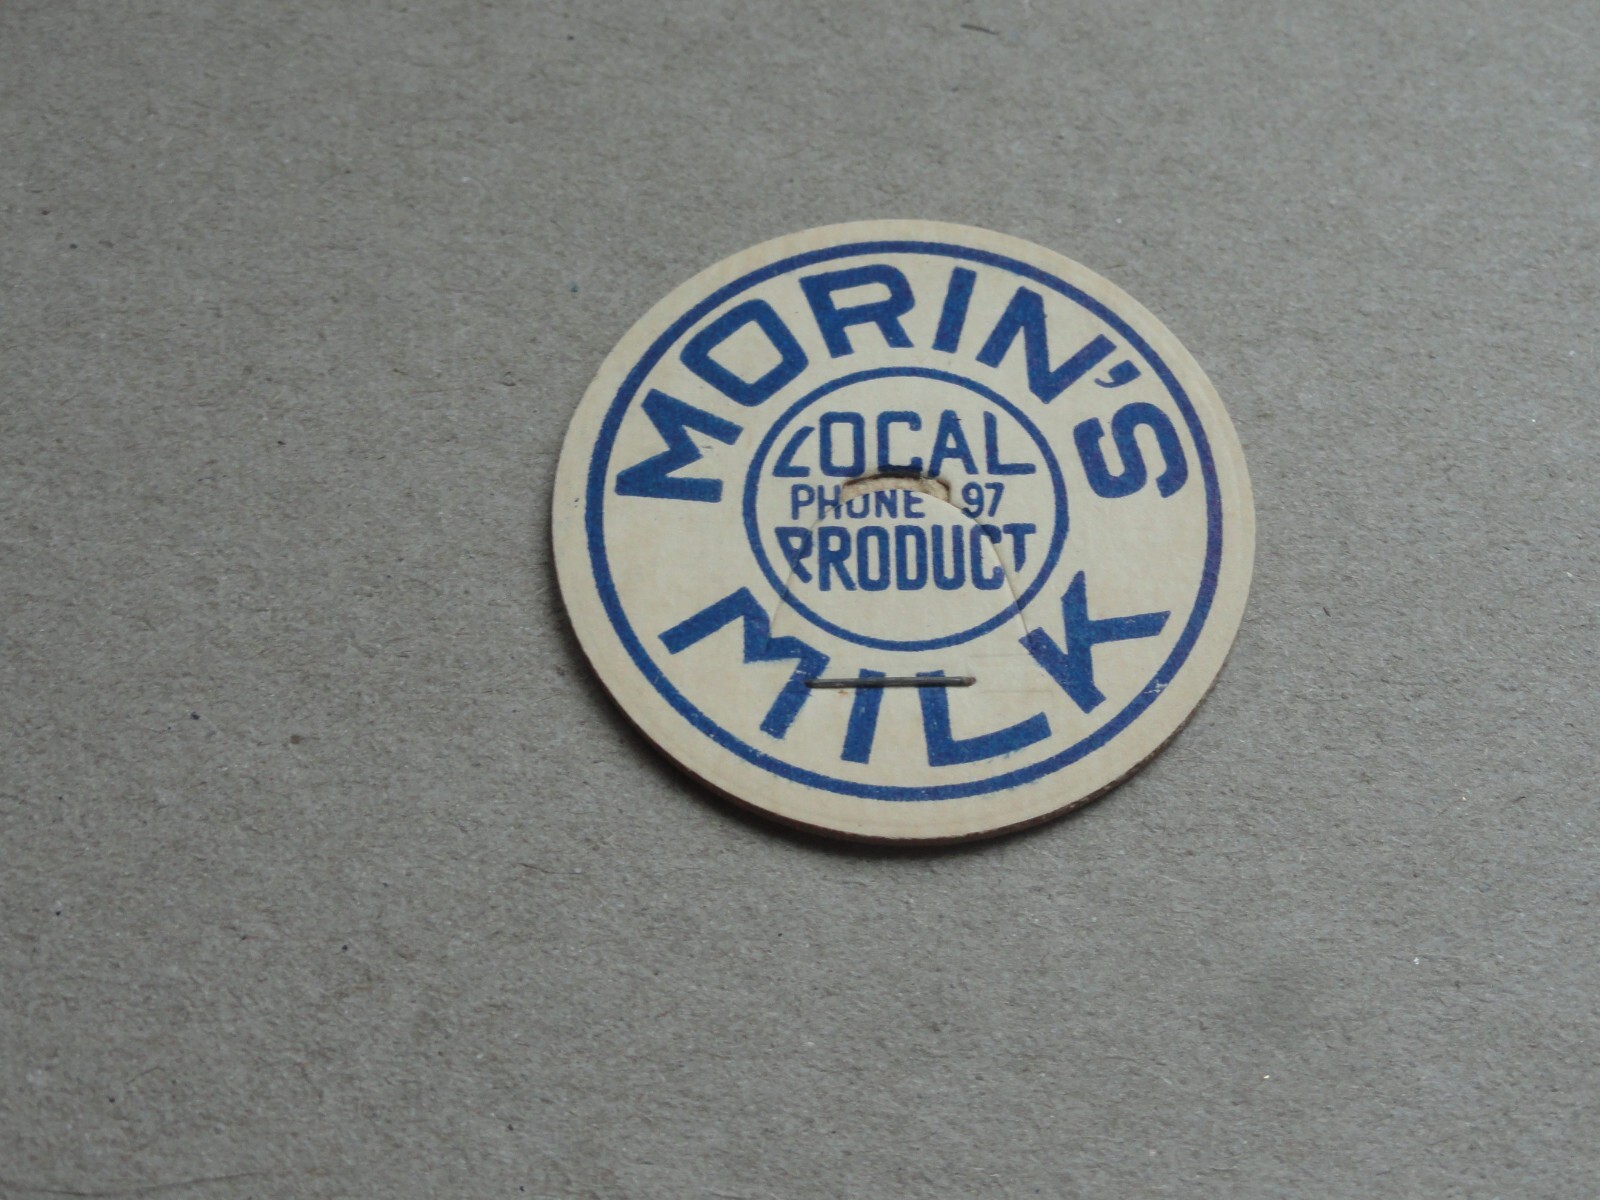 MORIN'S
LOCAL
PHONE 97
PRODUCT
MILK